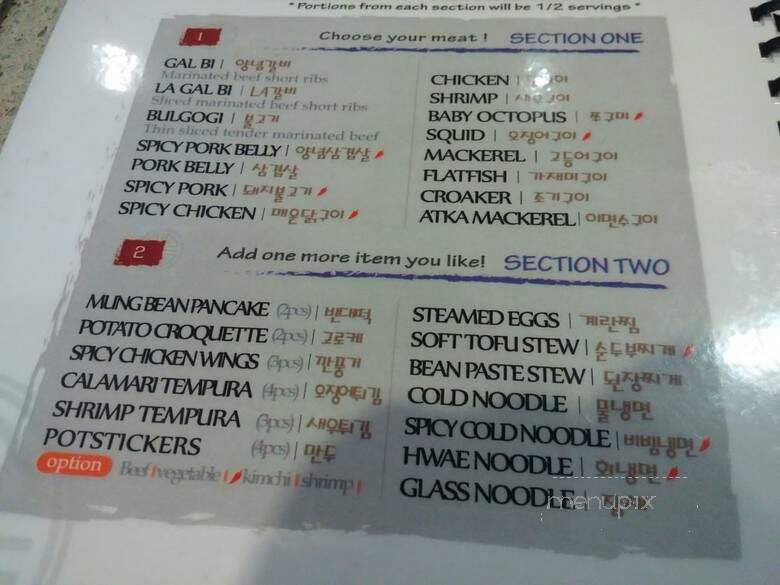 "Portions from each section will be 1/2 servings"
1 Choose your meat! SECTION ONE
GAL BI | 양념갈비
Marinated beef short ribs
LA GAL BI | LA갈비
Sliced marinated beef short ribs
BULGOGI | 불고기
Thin sliced tender marinated beef
SPICY PORK BELLY | 양념삼겹살
PORK BELLY | 삼겹살
SPICY PORK | 돼지불고기
SPICY CHICKEN | 매운닭구이
CHICKEN |
SHRIMP | 새우구이
BABY OCTOPUS | 쭈꾸미
SQUID | 오징어구이
MACKEREL | 고등어구이
FLATFISH | 가재미구이
CROAKER | 조기구이
ATKA MACKEREL | 이면수구이
2 Add one more item you like! SECTION TWO
MUNG BEAN PANCAKE (2pcs) | 빈대떡
POTATO CROQUETTE (2pcs) | 고로케
SPICY CHICKEN WINGS (3pcs) | 깐풍기
CALAMARI TEMPURA (4pcs) | 오징어튀김
SHRIMP TEMPURA (3pcs) | 새우튀김
POTSTICKERS (4pcs) | 만두
option Beef | vegetable | kimchi | shrimp |
STEAMED EGGS | 계란찜
SOFT TOFU STEW | 순두부찌게
BEAN PASTE STEW | 된장찌게
COLD NOODLE | 물냉면
SPICY COLD NOODLE | 비빔냉면
HWAE NOODLE | 회냉면
GLASS NOODLE
menupix